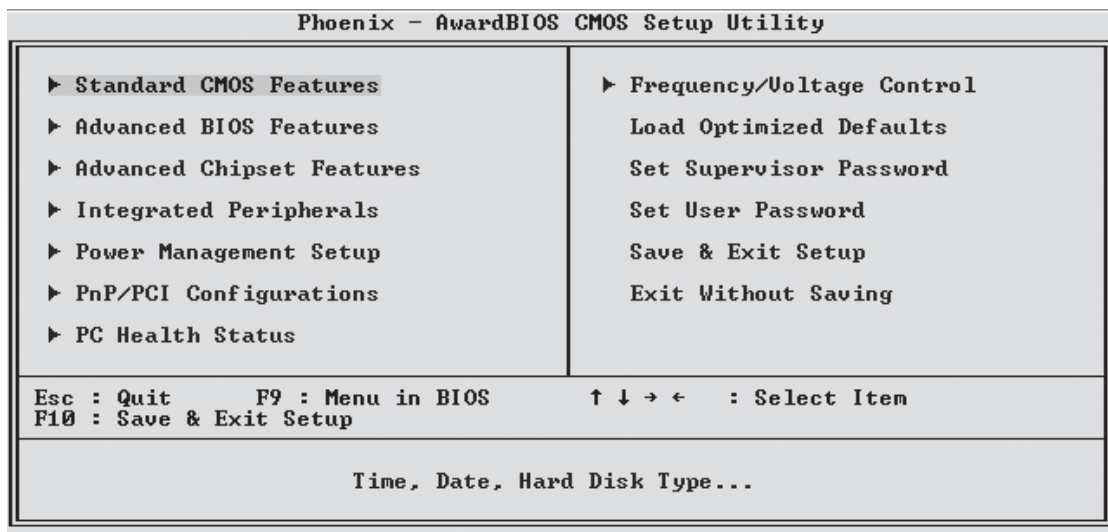 Phoenix - AwardBIOS CMOS Setup Utility
▶ Standard CMOS Features
▶ Advanced BIOS Features
▶ Advanced Chipset Features
▶ Integrated Peripherals
▶ Power Management Setup
▶ PnP/PCI Configurations
▶ PC Health Status
▶ Frequency/Voltage Control
Load Optimized Defaults
Set Supervisor Password
Set User Password
Save & Exit Setup
Exit Without Saving
Esc : Quit F9 : Menu in BIOS ↑ ↓ → ← : Select Item
F10 : Save & Exit Setup
Time, Date, Hard Disk Type...